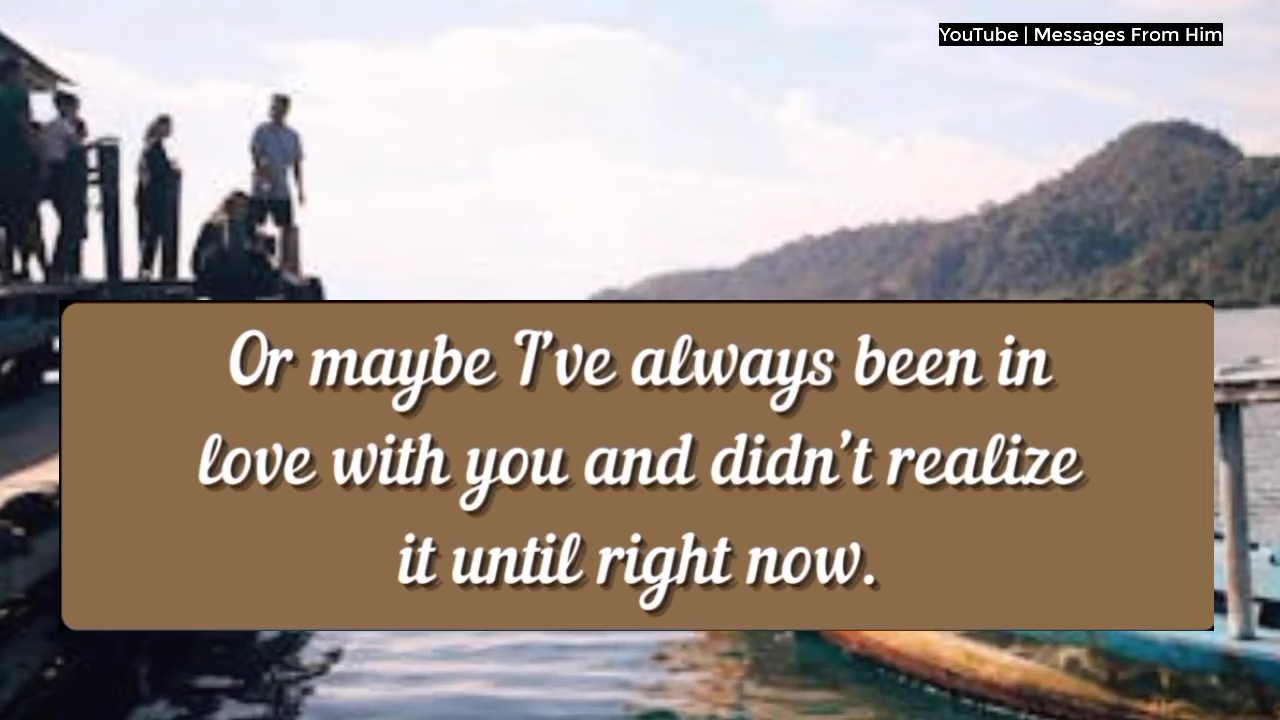 YouTube | Messages From Him
Or maybe I've always been in
love with you and didn't realize
it until right now.